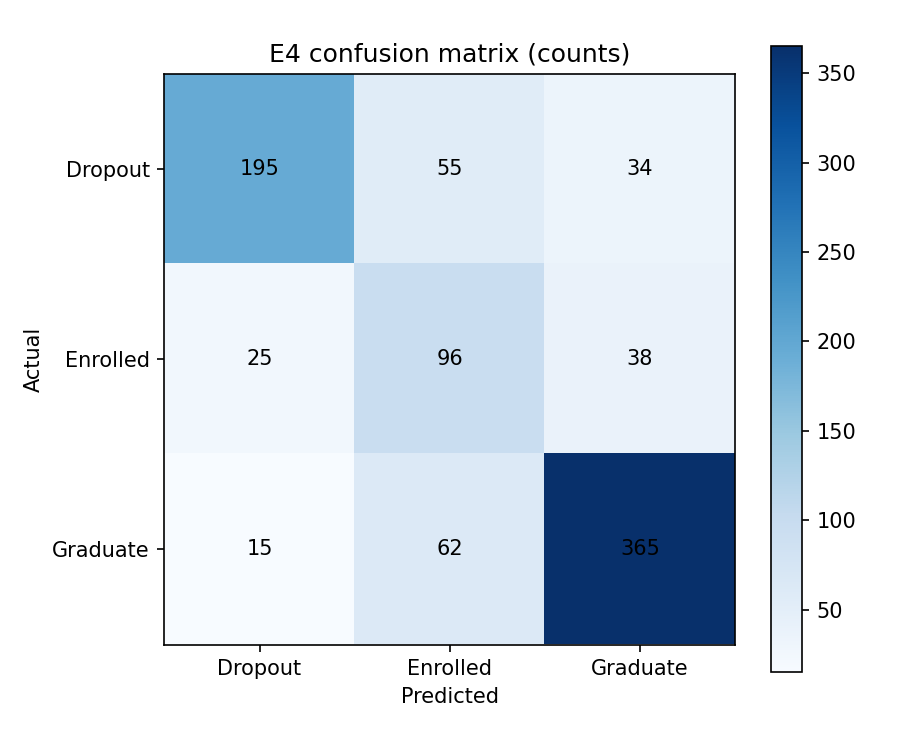 E4 confusion matrix (counts)
Dropout 195 55 34
Enrolled 25 96 38
Graduate 15 62 365
Dropout Enrolled Graduate
Predicted
Actual
350
300
250
200
150
100
50